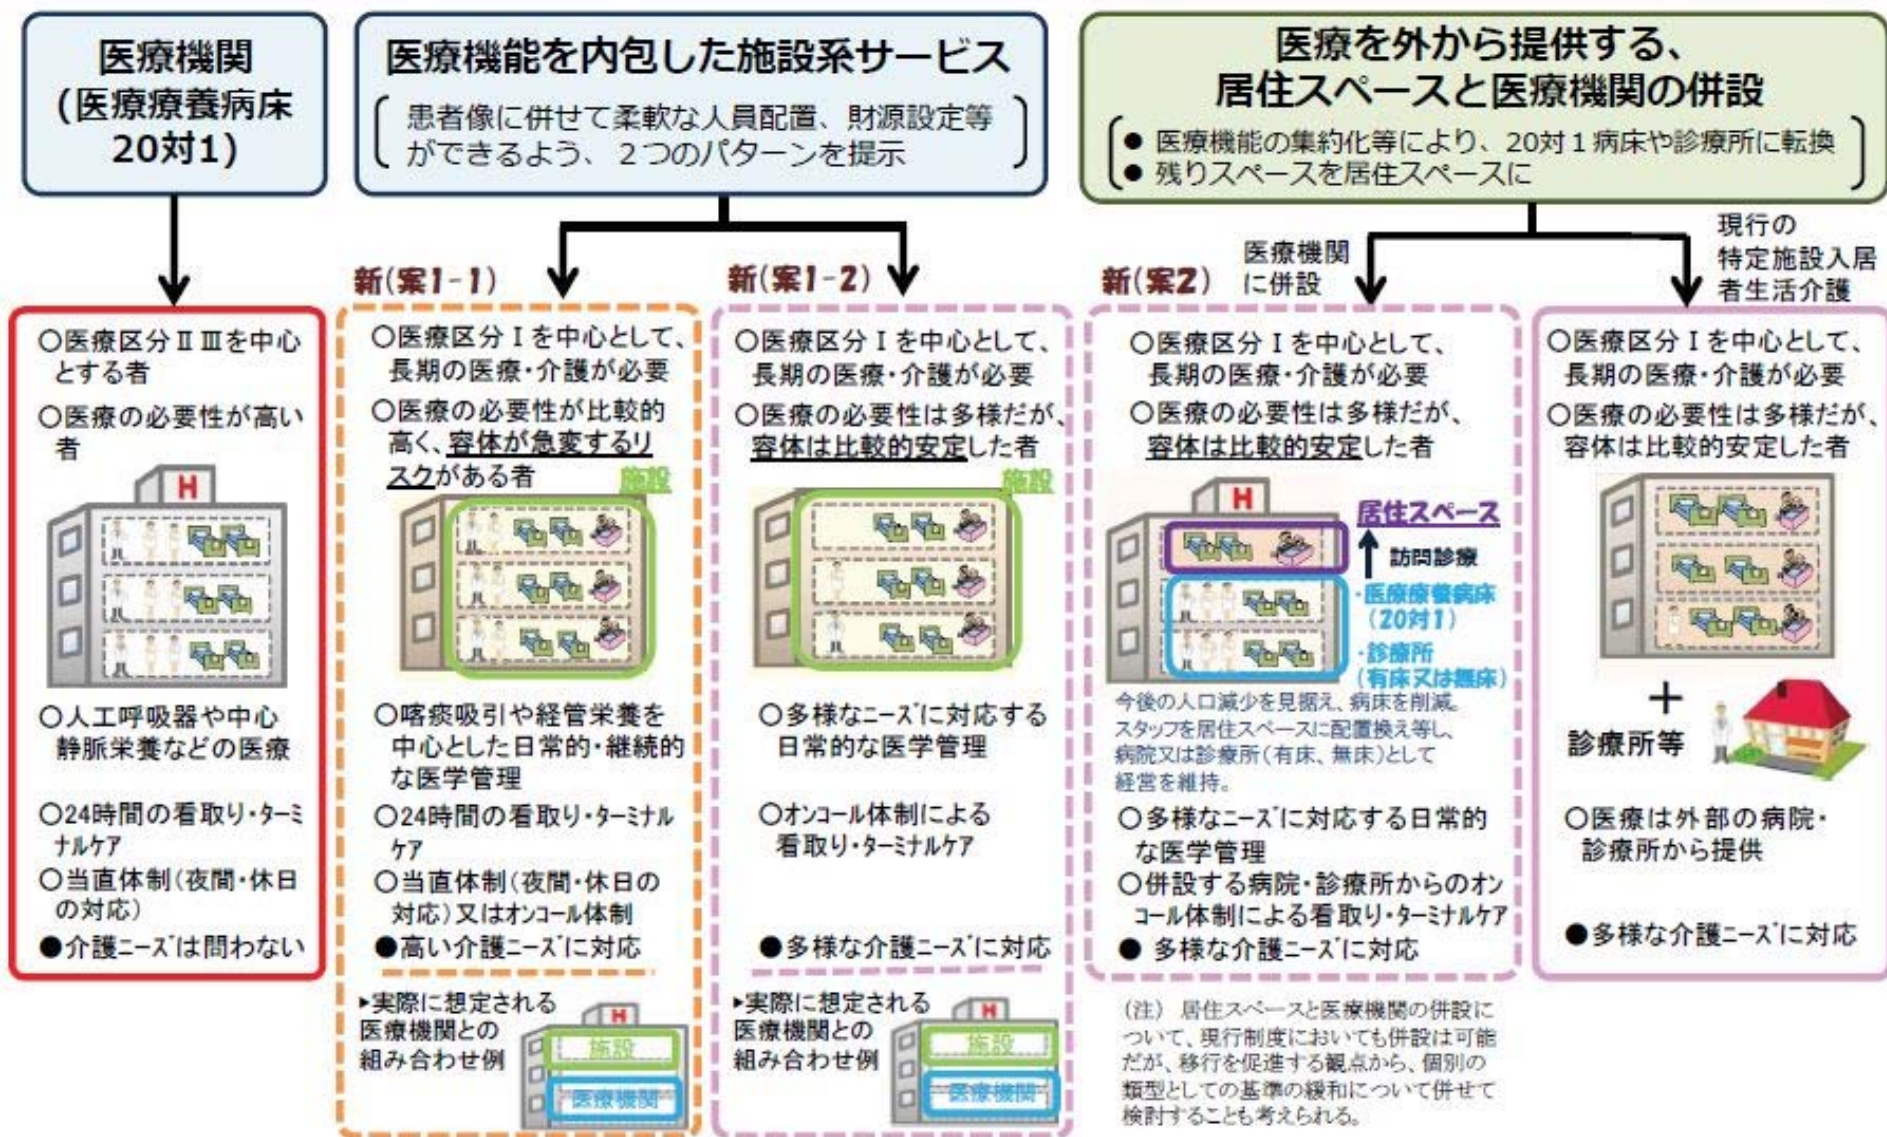 医療機関
(医療療養病床
20対1)
医療機能を内包した施設系サービス
患者像に併せて柔軟な人員配置、財源設定等
ができるよう、２つのパターンを提示
医療を外から提供する、
居住スペースと医療機関の併設
● 医療機能の集約化等により、20対１病床や診療所に転換
● 残りスペースを居住スペースに
○医療区分ⅡⅢを中心
とする者
○医療の必要性が高い
者
H
○人工呼吸器や中心
静脈栄養などの医療
○24時間の看取り・ターミ
ナルケア
○当直体制(夜間・休日
の対応)
●介護ニーズは問わない
新(案1-1)
○医療区分Ⅰを中心として、
長期の医療・介護が必要
○医療の必要性が比較的
高く、容体が急変するリ
スクがある者
施設
○喀痰吸引や経管栄養を
中心とした日常的・継続的
な医学管理
○24時間の看取り・ターミナル
ケア
○当直体制(夜間・休日の
対応)又はオンコール体制
●高い介護ニーズに対応
▶実際に想定される
医療機関との
組み合わせ例
H
施設
医療機関
新(案1-2)
○医療区分Ⅰを中心として、
長期の医療・介護が必要
○医療の必要性は多様だが、
容体は比較的安定した者
施設
○多様なニーズに対応する
日常的な医学管理
○オンコール体制による
看取り・ターミナルケア
●多様な介護ニーズに対応
▶実際に想定される
医療機関との
組み合わせ例
H
施設
医療機関
新(案2)
医療機関
に併設
○医療区分Ⅰを中心として、
長期の医療・介護が必要
○医療の必要性は多様だが、
容体は比較的安定した者
H
居住スペース
訪問診療
・医療療養病床
(20対1)
・診療所
(有床又は無床)
今後の人口減少を見据え、病床を削減。
スタッフを居住スペースに配置換え等し、
病院又は診療所(有床、無床)として
経営を維持。
○多様なニーズに対応する日常的
な医学管理
○併設する病院・診療所からのオン
コール体制による看取り・ターミナルケア
● 多様な介護ニーズに対応
(注) 居住スペースと医療機関の併設に
ついて、現行制度においても併設は可能
だが、移行を促進する観点から、個別の
類型としての基準の緩和について併せて
検討することも考えられる。
現行の
特定施設入居
者生活介護
○医療区分Ⅰを中心として、
長期の医療・介護が必要
○医療の必要性は多様だが、
容体は比較的安定した者
＋
診療所等
○医療は外部の病院・
診療所から提供
●多様な介護ニーズに対応